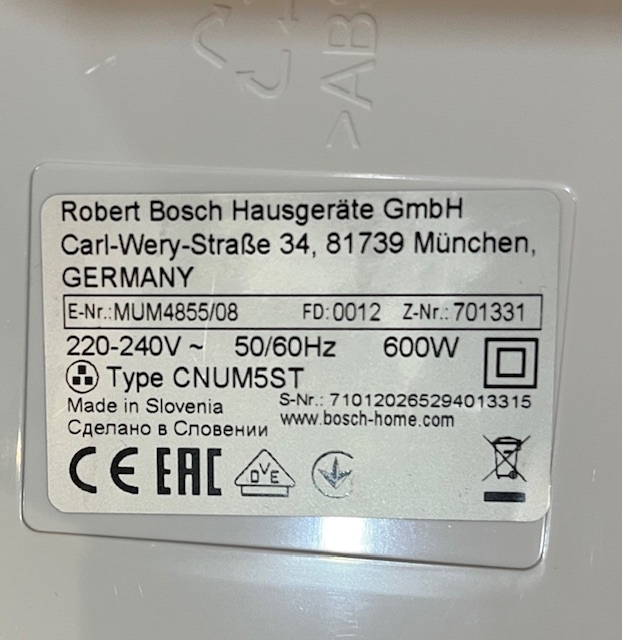 >AB
Robert Bosch Hausgeräte GmbH
Carl-Wery-Straße 34, 81739 München,
GERMANY
E-Nr.:MUM4855/08 FD:0012 Z-Nr.:701331
220-240V ~ 50/60Hz 600W
Type CNUM5ST
Made in Slovenia S-Nr.: 710120265294013315
Сделано в Словении www.bosch-home.com
CE EAC DVE